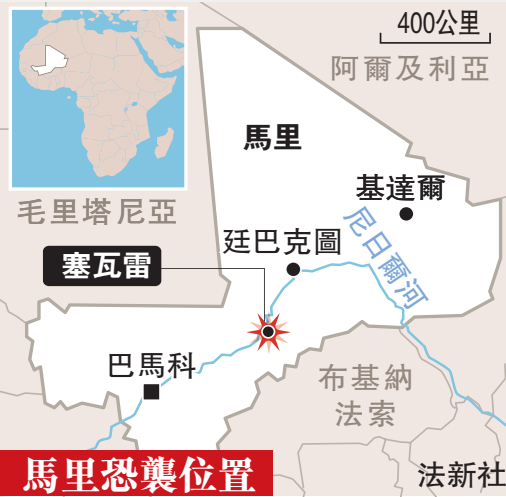 400公里
阿爾及利亞
馬里
毛里塔尼亞
基達爾
尼日爾河
廷巴克圖
塞瓦雷
巴馬科
布基納
法索
馬里恐襲位置
法新社